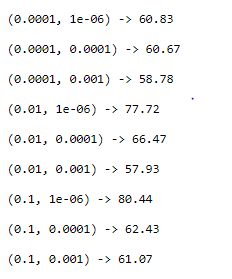 (0.0001, 1e-06) -> 60.83
(0.0001, 0.0001) -> 60.67
(0.0001, 0.001) -> 58.78
(0.01, 1e-06) -> 77.72
(0.01, 0.0001) -> 66.47
(0.01, 0.001) -> 57.93
(0.1, 1e-06) -> 80.44
(0.1, 0.0001) -> 62.43
(0.1, 0.001) -> 61.07